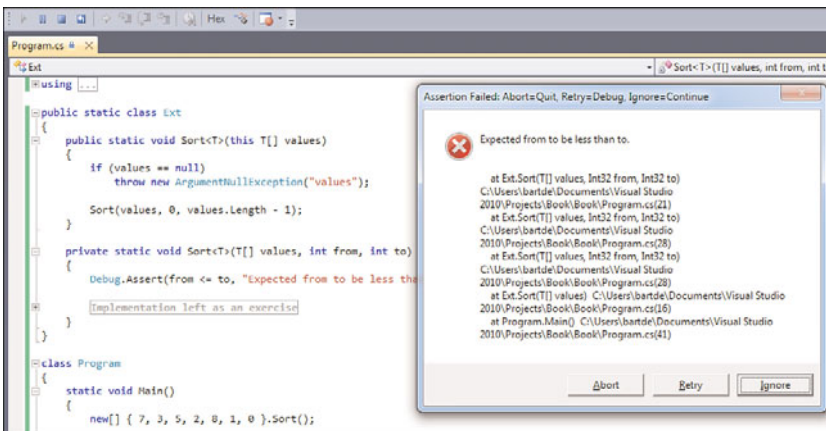 Hex
Program.cs
Ext
Sort<T>(T[] values, int from, int t
using ...
public static class Ext
{
public static void Sort<T>(this T[] values)
{
if (values == null)
throw new ArgumentNullException("values");
Sort(values, 0, values.Length - 1);
}
private static void Sort<T>(T[] values, int from, int to)
{
Debug.Assert(from <= to, "Expected from to be less tha
Implementation left as an exercise
}
}
class Program
{
static void Main()
{
new[] { 7, 3, 5, 2, 8, 1, 0 }.Sort();
Assertion Failed: Abort=Quit, Retry=Debug, Ignore=Continue
Expected from to be less than to.
at Ext.Sort(T[] values, Int32 from, Int32 to)
C:\Users\bartde\Documents\Visual Studio
2010\Projects\Book\Book\Program.cs(21)
at Ext.Sort(T[] values, Int32 from, Int32 to)
C:\Users\bartde\Documents\Visual Studio
2010\Projects\Book\Book\Program.cs(28)
at Ext.Sort(T[] values, Int32 from, Int32 to)
C:\Users\bartde\Documents\Visual Studio
2010\Projects\Book\Book\Program.cs(28)
at Ext.Sort(T[] values) C:\Users\bartde\Documents\Visual Studio
2010\Projects\Book\Book\Program.cs(16)
at Program.Main() C:\Users\bartde\Documents\Visual Studio
2010\Projects\Book\Book\Program.cs(41)
Abort Retry Ignore